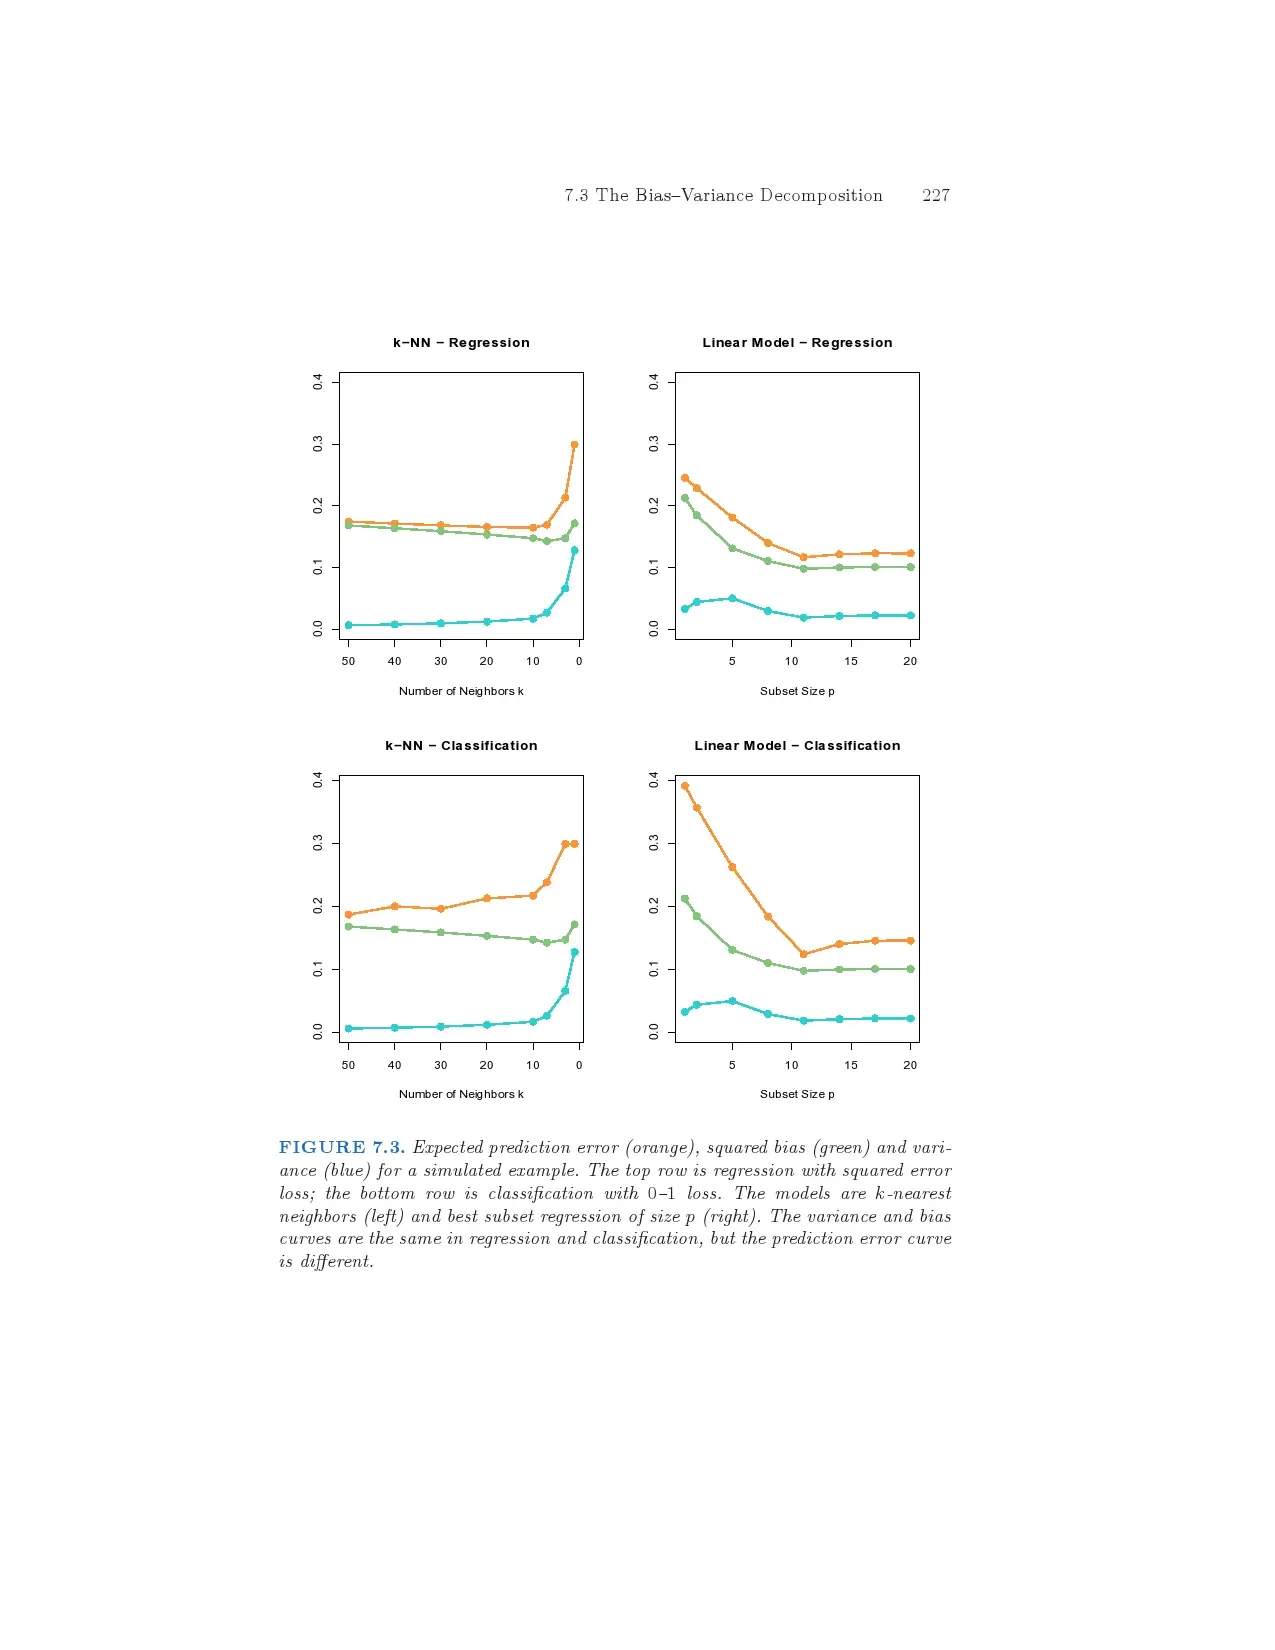 7.3 The Bias–Variance Decomposition 227
k−NN − Regression
0.4
0.3
0.2
0.1
0.0
50 40 30 20 10 0
Number of Neighbors k
Linear Model − Regression
0.4
0.3
0.2
0.1
0.0
5 10 15 20
Subset Size p
k−NN − Classification
0.4
0.3
0.2
0.1
0.0
50 40 30 20 10 0
Number of Neighbors k
Linear Model − Classification
0.4
0.3
0.2
0.1
0.0
5 10 15 20
Subset Size p
FIGURE 7.3. Expected prediction error (orange), squared bias (green) and vari-
ance (blue) for a simulated example. The top row is regression with squared error
loss; the bottom row is classification with 0–1 loss. The models are k-nearest
neighbors (left) and best subset regression of size p (right). The variance and bias
curves are the same in regression and classification, but the prediction error curve
is different.